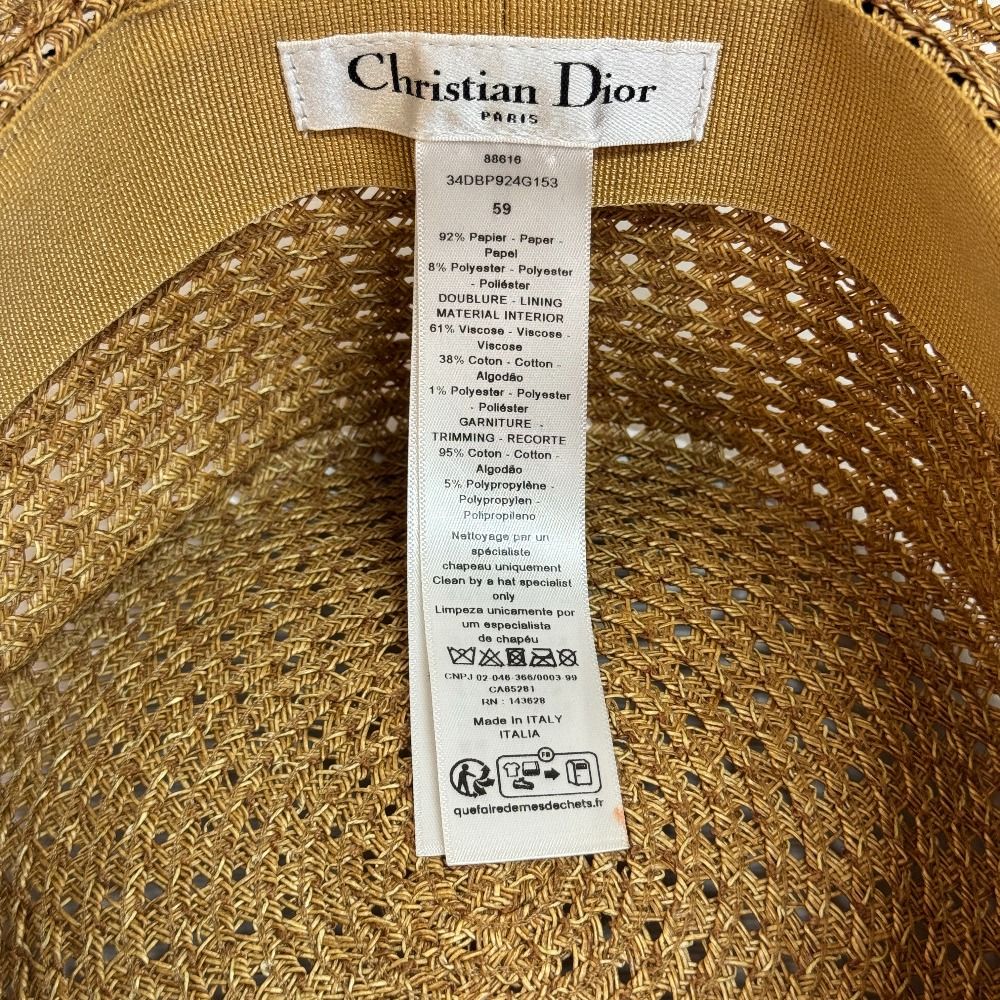 Christian Dior
PARIS
88616
34DBP924G153
59
92% Papier - Paper -
Papel
8% Polyester - Polyester
- Poliéster
DOUBLURE - LINING
MATERIAL INTERIOR
61% Viscose - Viscose -
Viscose
38% Coton - Cotton -
Algodão
1% Polyester - Polyester
- Poliéster
GARNITURE -
TRIMMING - RECORTE
95% Coton - Cotton -
Algodão
5% Polypropylène -
Polypropylen -
Polipropileno
Nettoyage par un
spécialiste
chapeau uniquement
Clean by a hat specialist
only
Limpeza unicamente por
um especialista
de chapéu
CNPJ 02-046-366/0003-99
CA65281
RN : 143628
Made in ITALY
ITALIA
FR
quefairedemesdechets.fr